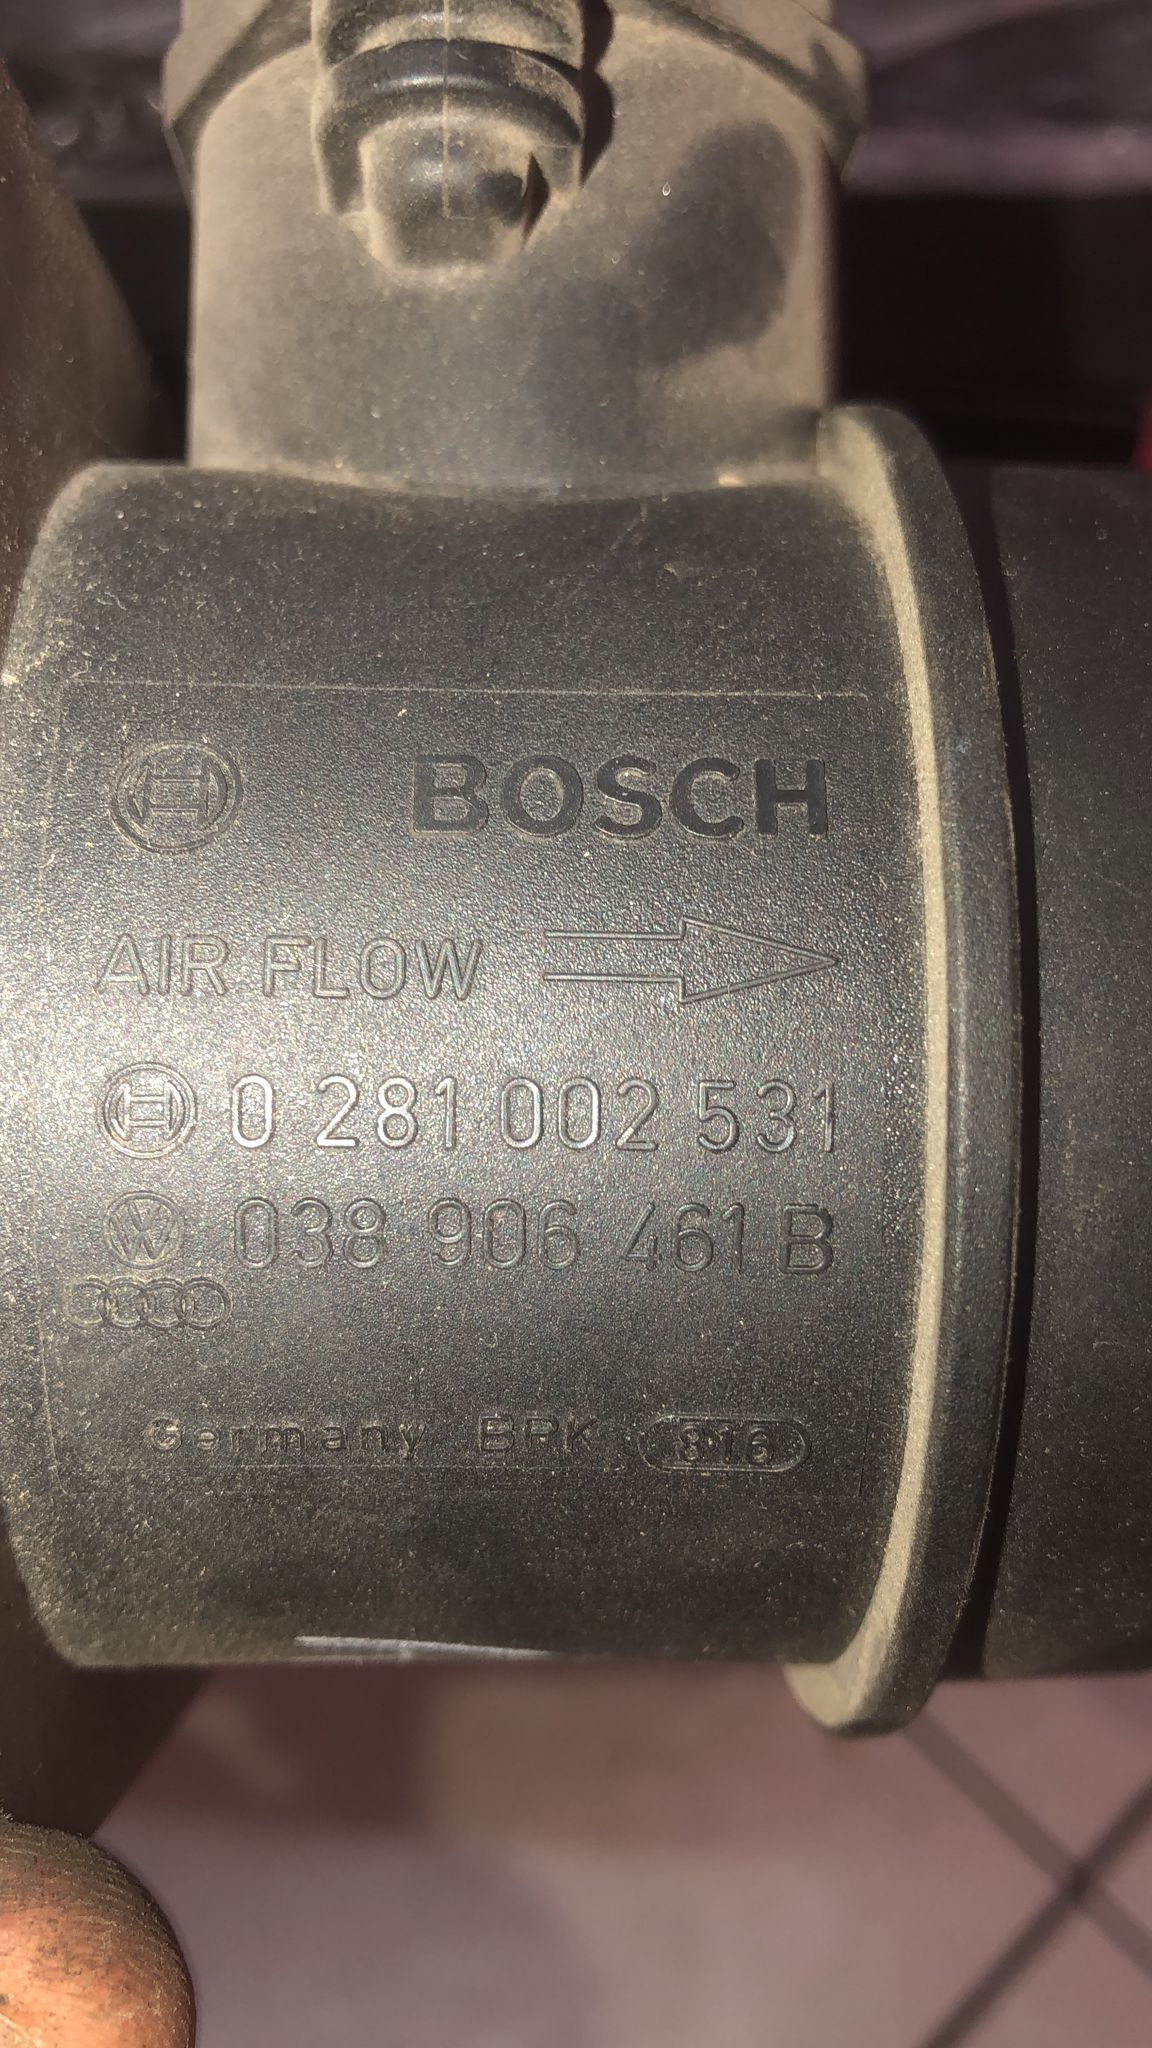 BOSCH
AIR FLOW
0 281 002 531
038 906 461 B
Germany BPK 816